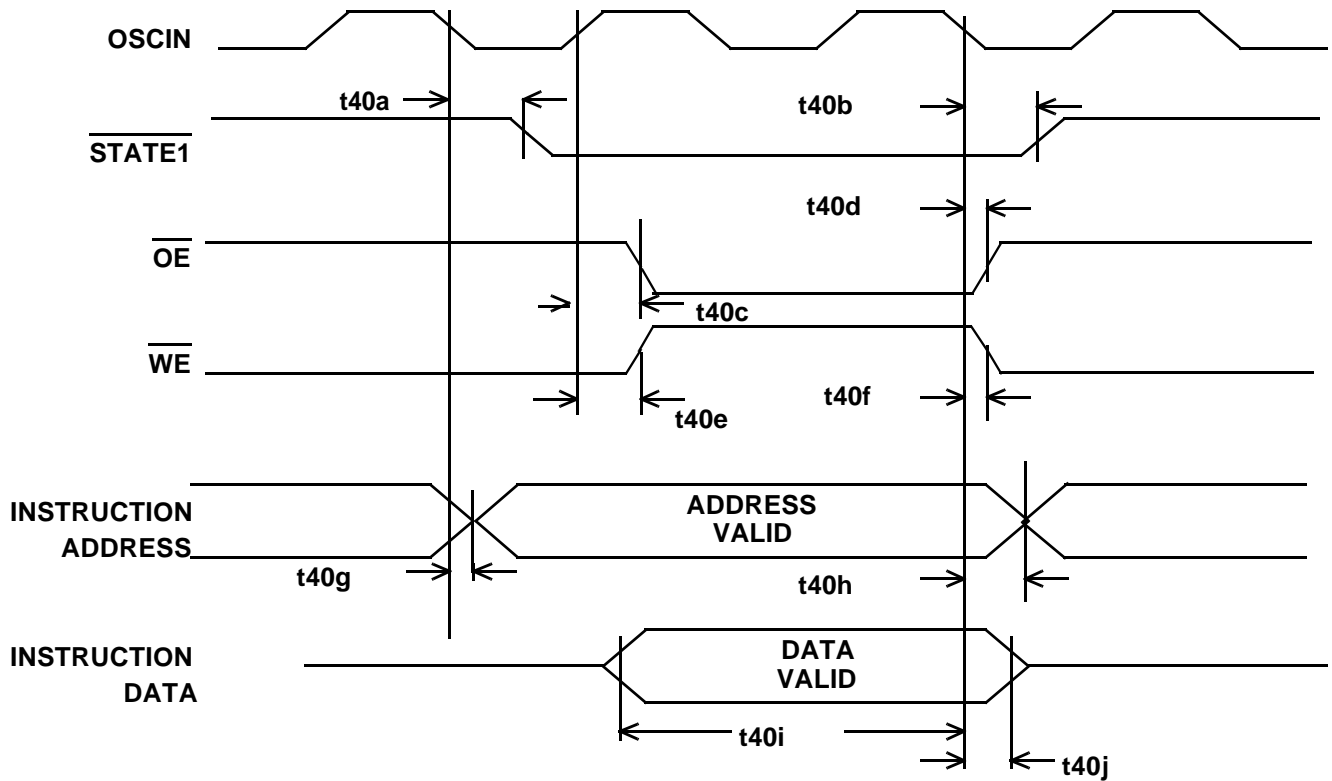 OSCIN
t40a
t40b
STATE1
t40d
OE
t40c
WE
t40e
t40f
INSTRUCTION
ADDRESS
ADDRESS
VALID
t40g
t40h
INSTRUCTION
DATA
DATA
VALID
t40i
t40j